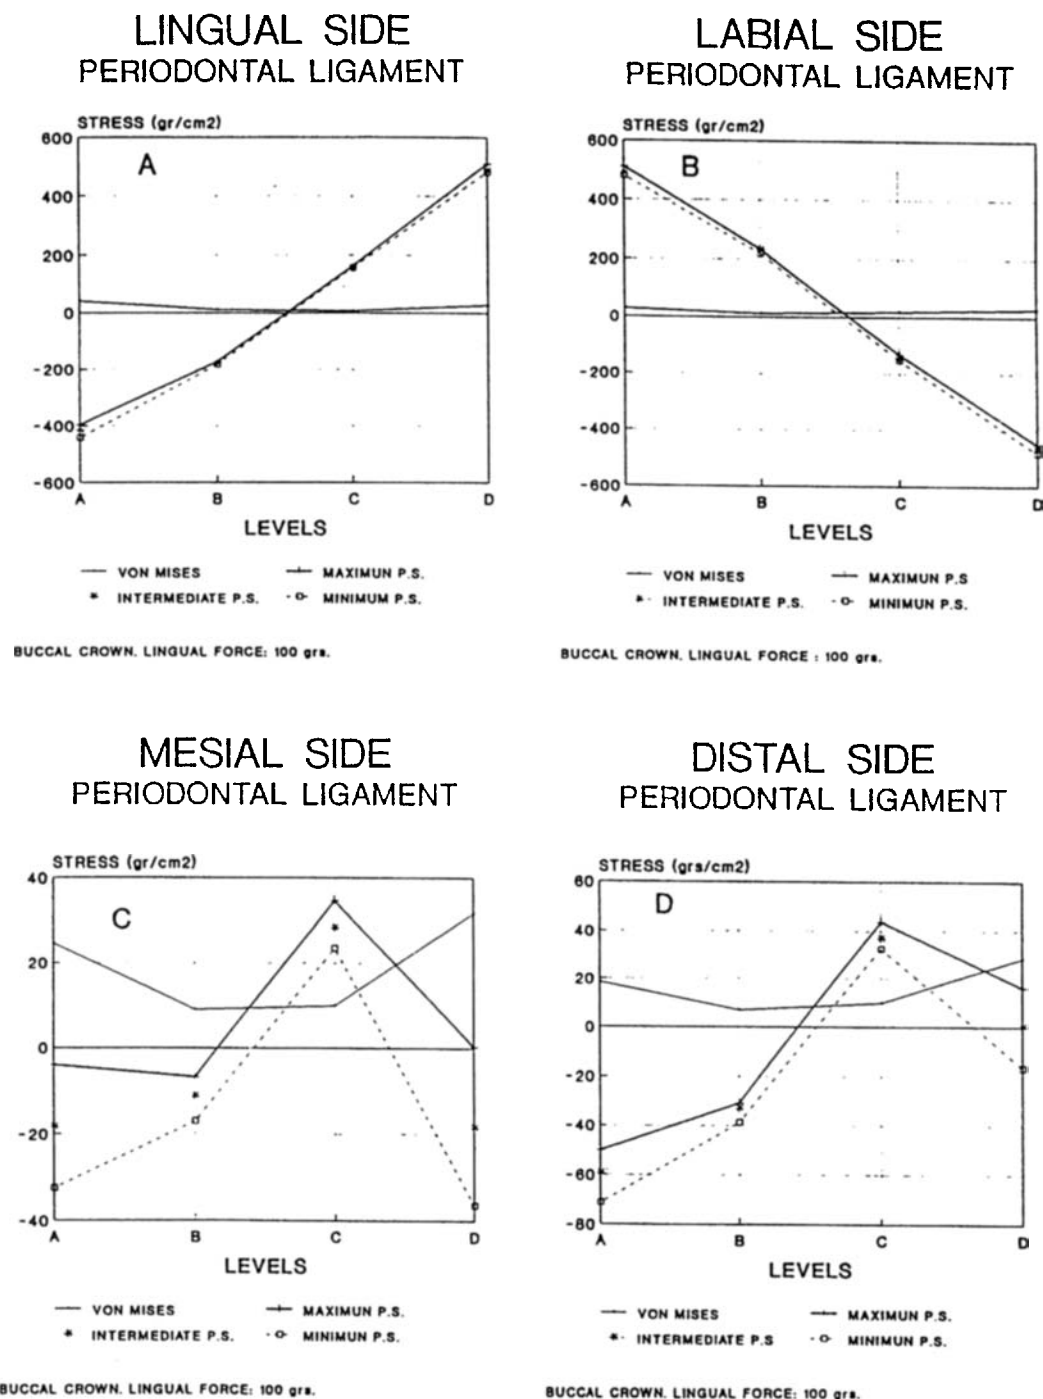 LINGUAL SIDE
PERIODONTAL LIGAMENT
STRESS (gr/cm2)
A
600
400
200
0
-200
-400
-600
A B C D
LEVELS
VON MISES MAXIMUN P.S.
INTERMEDIATE P.S. MINIMUM P.S.
BUCCAL CROWN. LINGUAL FORCE: 100 grs.
LABIAL SIDE
PERIODONTAL LIGAMENT
STRESS (gr/cm2)
B
600
400
200
0
-200
-400
-600
A B C D
LEVELS
VON MISES MAXIMUN P.S
INTERMEDIATE P.S. MINIMUN P.S.
BUCCAL CROWN. LINGUAL FORCE : 100 grs.
MESIAL SIDE
PERIODONTAL LIGAMENT
STRESS (gr/cm2)
C
40
20
0
-20
-40
A B C D
LEVELS
VON MISES MAXIMUN P.S.
INTERMEDIATE P.S. MINIMUN P.S.
BUCCAL CROWN. LINGUAL FORCE: 100 grs.
DISTAL SIDE
PERIODONTAL LIGAMENT
STRESS (grs/cm2)
D
60
40
20
0
-20
-40
-60
-80
A B C D
LEVELS
VON MISES MAXIMUN P.S.
INTERMEDIATE P.S MINIMUN P.S.
BUCCAL CROWN. LINGUAL FORCE: 100 grs.